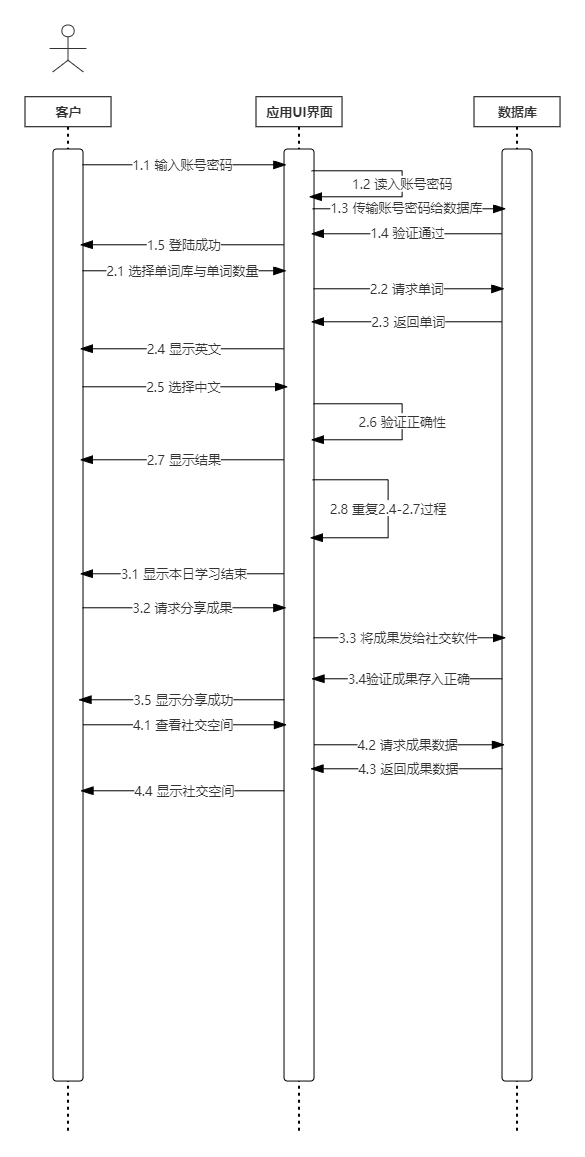 客户
应用UI界面
数据库
1.1 输入账号密码
1.2 读入账号密码
1.3 传输账号密码给数据库
1.4 验证通过
1.5 登陆成功
2.1 选择单词库与单词数量
2.2 请求单词
2.3 返回单词
2.4 显示英文
2.5 选择中文
2.6 验证正确性
2.7 显示结果
2.8 重复2.4-2.7过程
3.1 显示本日学习结束
3.2 请求分享成果
3.3 将成果发给社交软件
3.4验证成果存入正确
3.5 显示分享成功
4.1 查看社交空间
4.2 请求成果数据
4.3 返回成果数据
4.4 显示社交空间